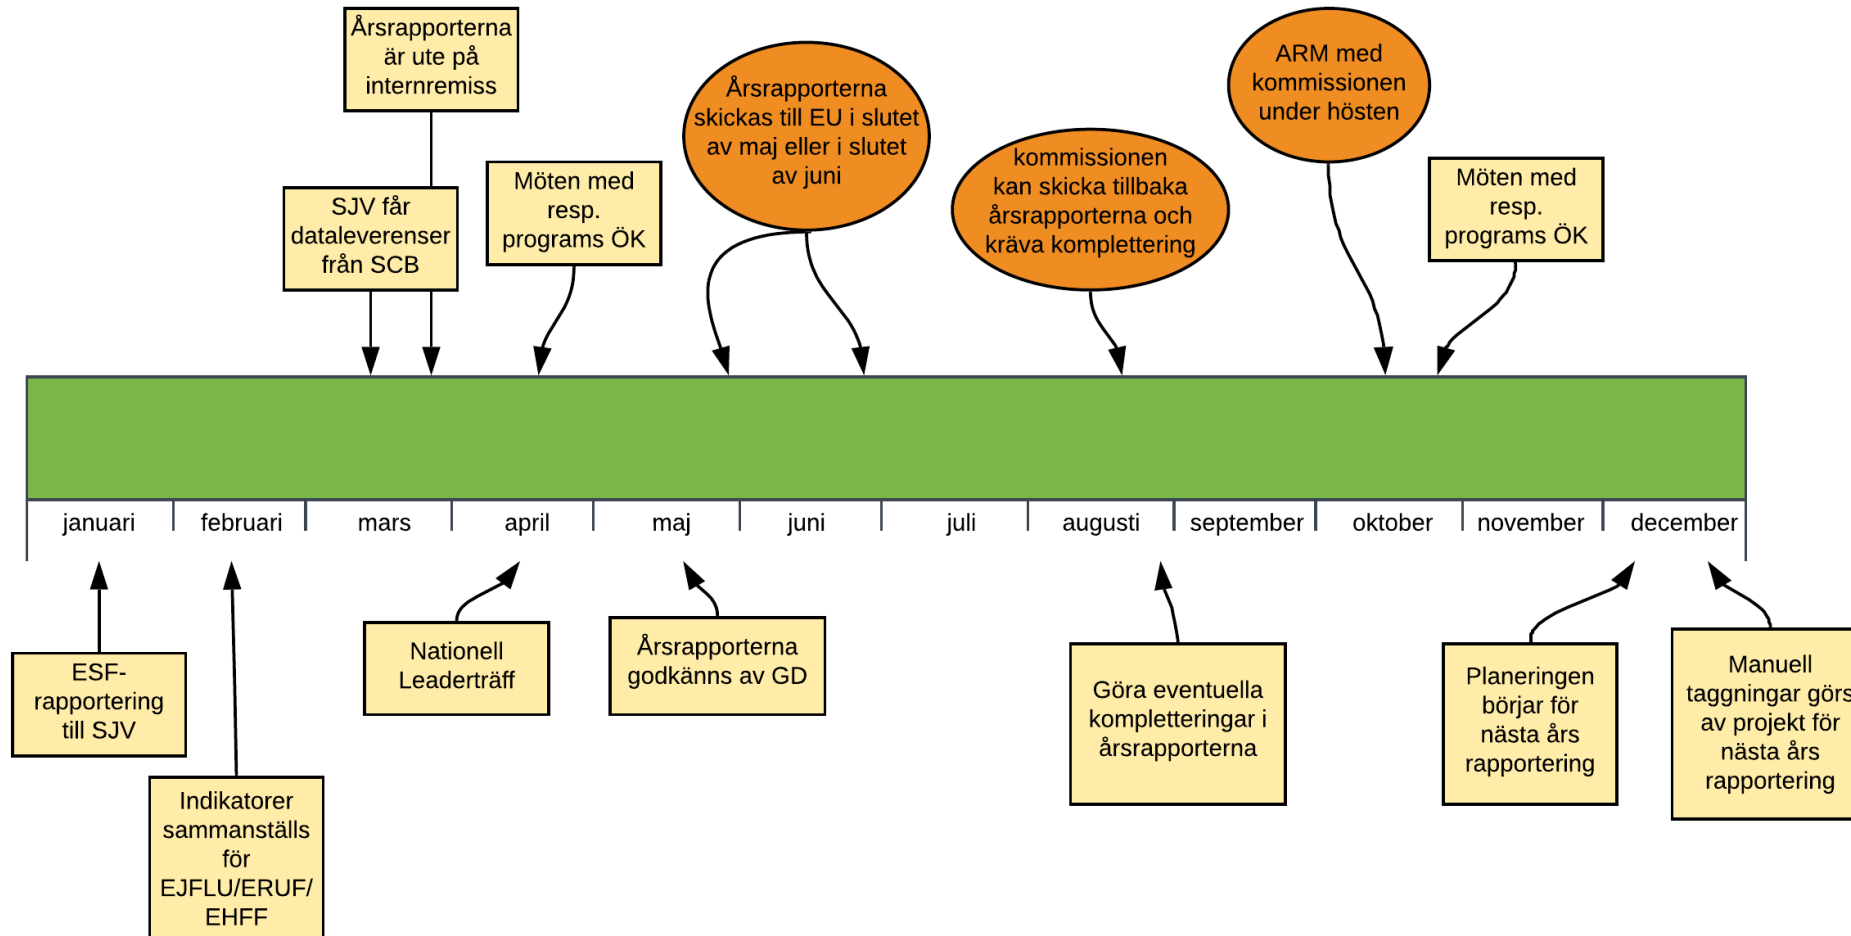 Årsrapporterna
är ute på
internremiss
SJV får
dataleverenser
från SCB
Möten med
resp.
programs ÖK
Årsrapporterna
skickas till EU i slutet
av maj eller i slutet
av juni
kommissionen
kan skicka tillbaka
årsrapporterna och
kräva komplettering
ARM med
kommissionen
under hösten
Möten med
resp.
programs ÖK
januari
februari
mars
april
maj
juni
juli
augusti
september
oktober
november
december
ESF-
rapportering
till SJV
Indikatorer
sammanställs
för
EJFLU/ERUF/
EHFF
Nationell
Leaderträff
Årsrapporterna
godkänns av GD
Göra eventuella
kompletteringar i
årsrapporterna
Planeringen
börjar för
nästa års
rapportering
Manuell
taggningar görs
av projekt för
nästa års
rapportering